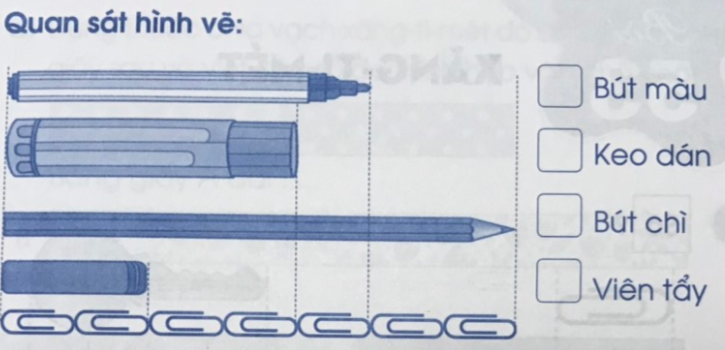 Quan sát hình vẽ:
Bút màu
Keo dán
Bút chì
Viên tẩy